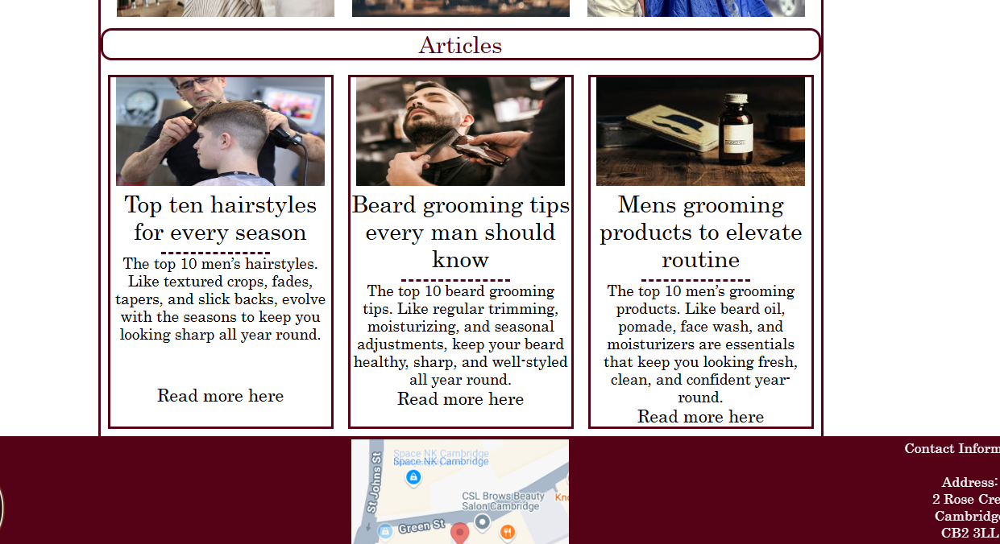 Articles
Top ten hairstyles
for every season
The top 10 men's hairstyles.
Like textured crops, fades,
tapers, and slick backs, evolve
with the seasons to keep you
looking sharp all year round.
Read more here
Beard grooming tips
every man should
know
The top 10 beard grooming
tips. Like regular trimming,
moisturizing, and seasonal
adjustments, keep your beard
healthy, sharp, and well-styled
all year round.
Read more here
Mens grooming
products to elevate
routine
The top 10 men's grooming
products. Like beard oil,
pomade, face wash, and
moisturizers are essentials
that keep you looking fresh,
clean, and confident year-
round.
Read more here
Space NK Cambridge
Space NK Cambridge
St Johns St
CSL Brows Beauty
Salon Cambridge
Kno
Green St
Contact Inform
Address:
2 Rose Cre
Cambridge
CB2 3LL